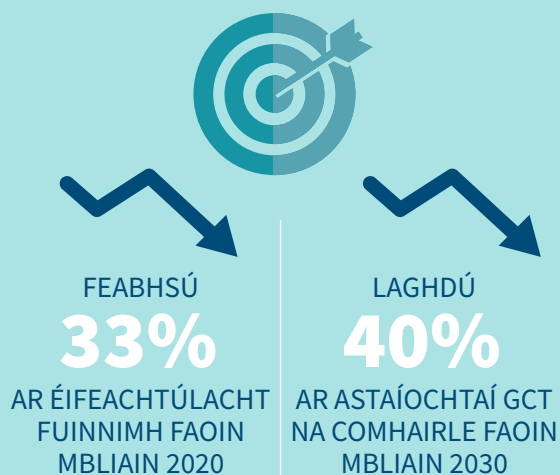 FEABHSÚ
33%
AR ÉIFEACHTÚLACHT
FUINNIMH FAOIN
MBLIAIN 2020
LAGHDÚ
40%
AR ASTAÍOCHTAÍ GCT
NA COMHAIRLE FAOIN
MBLIAIN 2030